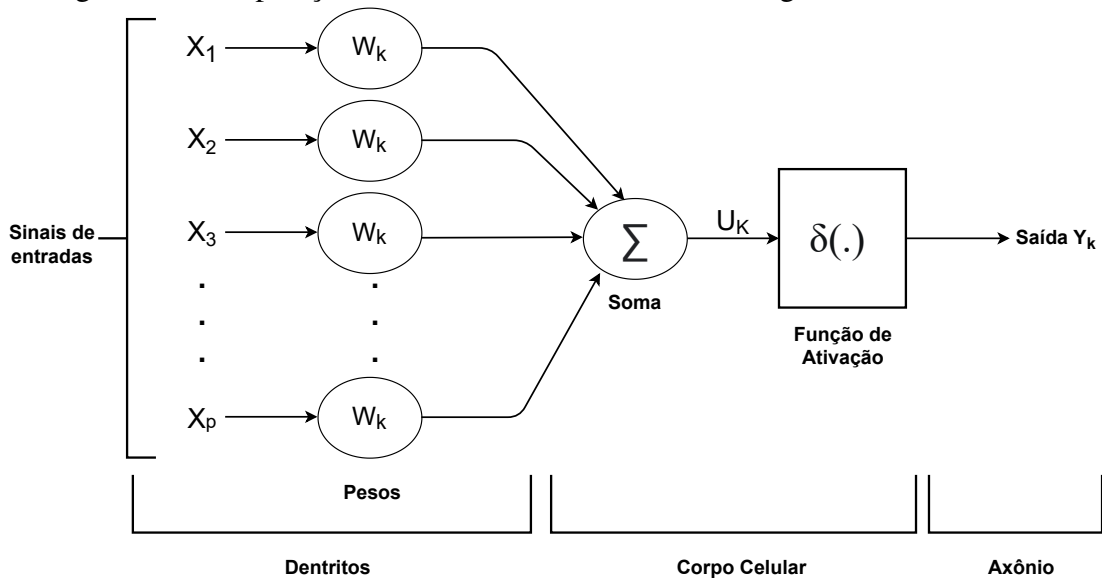 X1
Wk
X2
Wk
X3
Wk
Sinais de
entradas
Σ
UK
δ(.)
Saída Yk
Soma
Função de
Ativação
.
.
.
.
.
.
Xp
Wk
Pesos
Dentritos
Corpo Celular
Axônio